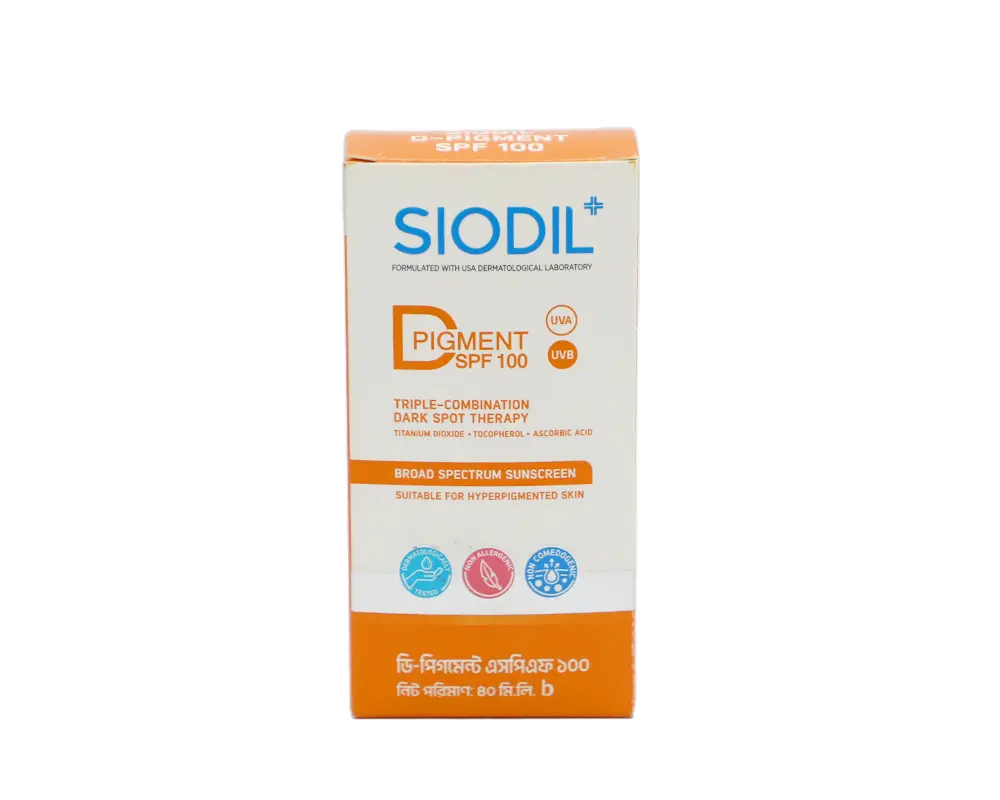 SIODIL
D-PIGMENT
SPF 100
SIODIL
FORMULATED WITH USA DERMATOLOGICAL LABORATORY
D PIGMENT
SPF 100
UVA
UVB
TRIPLE-COMBINATION
DARK SPOT THERAPY
TITANIUM DIOXIDE • TOCOPHEROL • ASCORBIC ACID
BROAD SPECTRUM SUNSCREEN
SUITABLE FOR HYPERPIGMENTED SKIN
DERMATOLOGICALLY TESTED
NON ALLERGENIC
NON COMEDOGENIC
ডি-পিগমেন্ট এসপিএফ ১০০
নিট পরিমাণ: ৪০ মি.লি. b